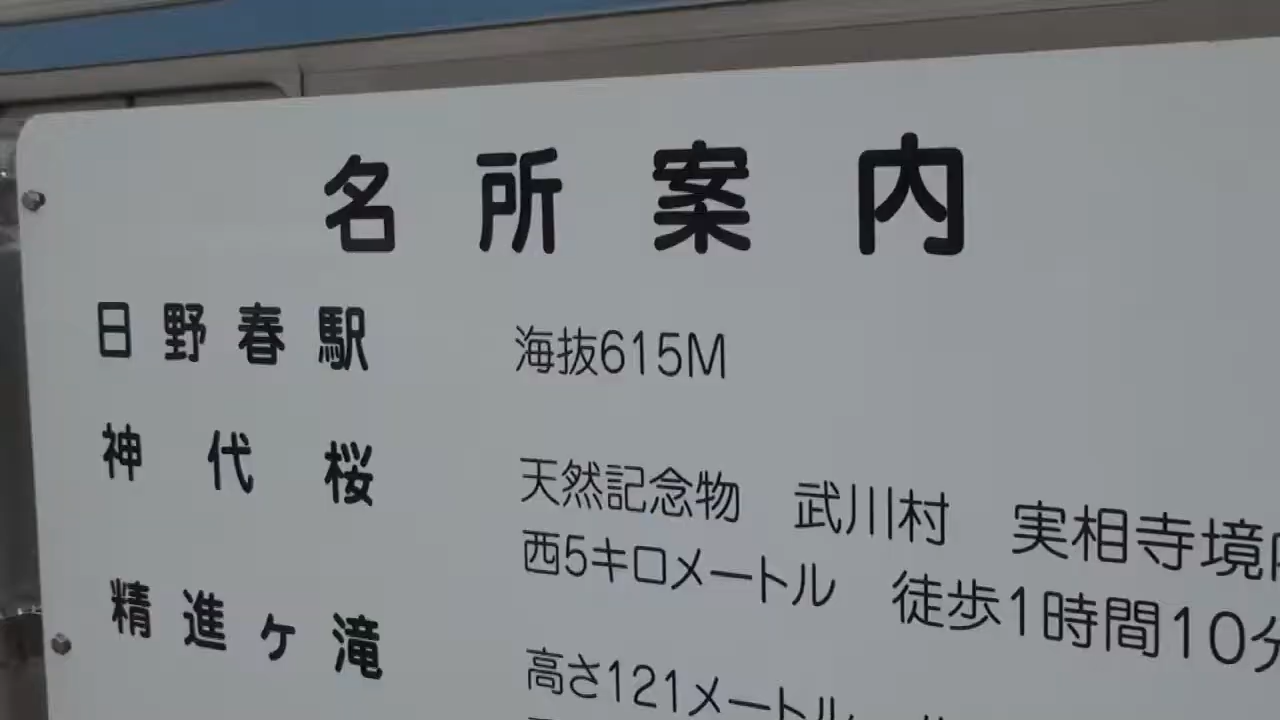 名所案内
日野春駅 海抜615M
神代桜 天然記念物 武川村 実相寺境内
西5キロメートル 徒歩1時間10分
精進ヶ滝 高さ121メートル